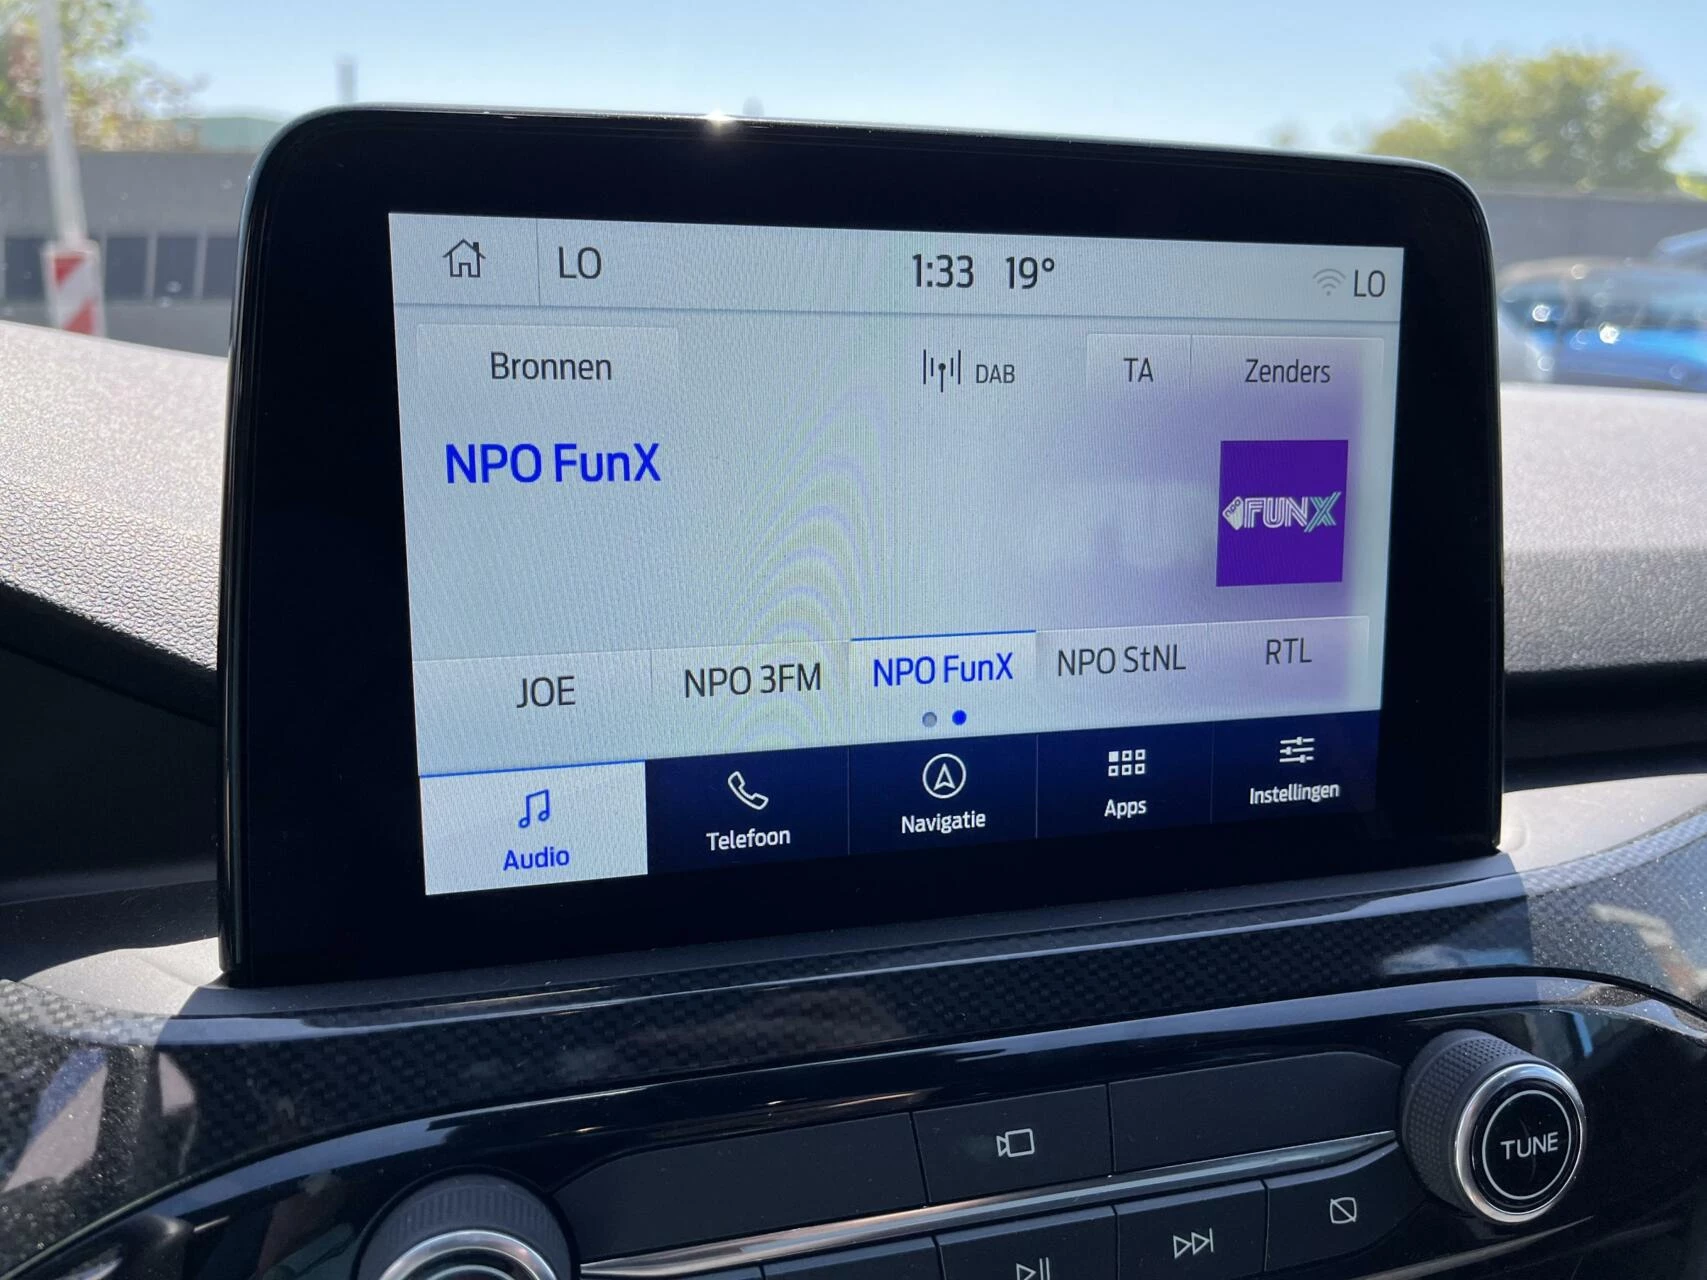 LO 1:33 19° LO
Bronnen DAB TA Zenders
NPO FunX
npo FUNX
JOE NPO 3FM NPO FunX NPO StNL RTL
Audio Telefoon Navigatie Apps Instellingen
TUNE